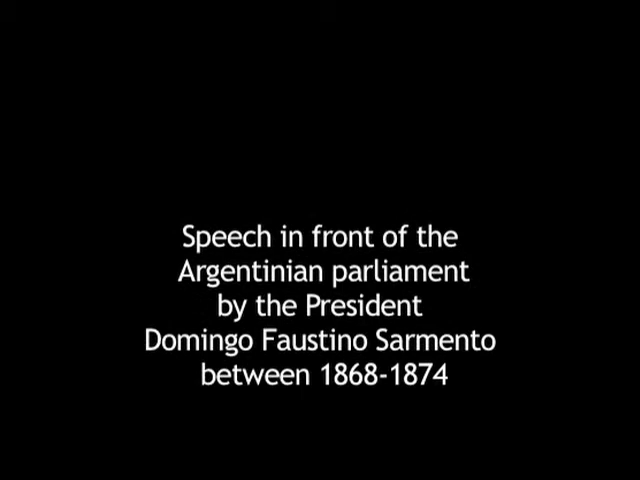 Speech in front of the
Argentinian parliament
by the President
Domingo Faustino Sarmento
between 1868-1874